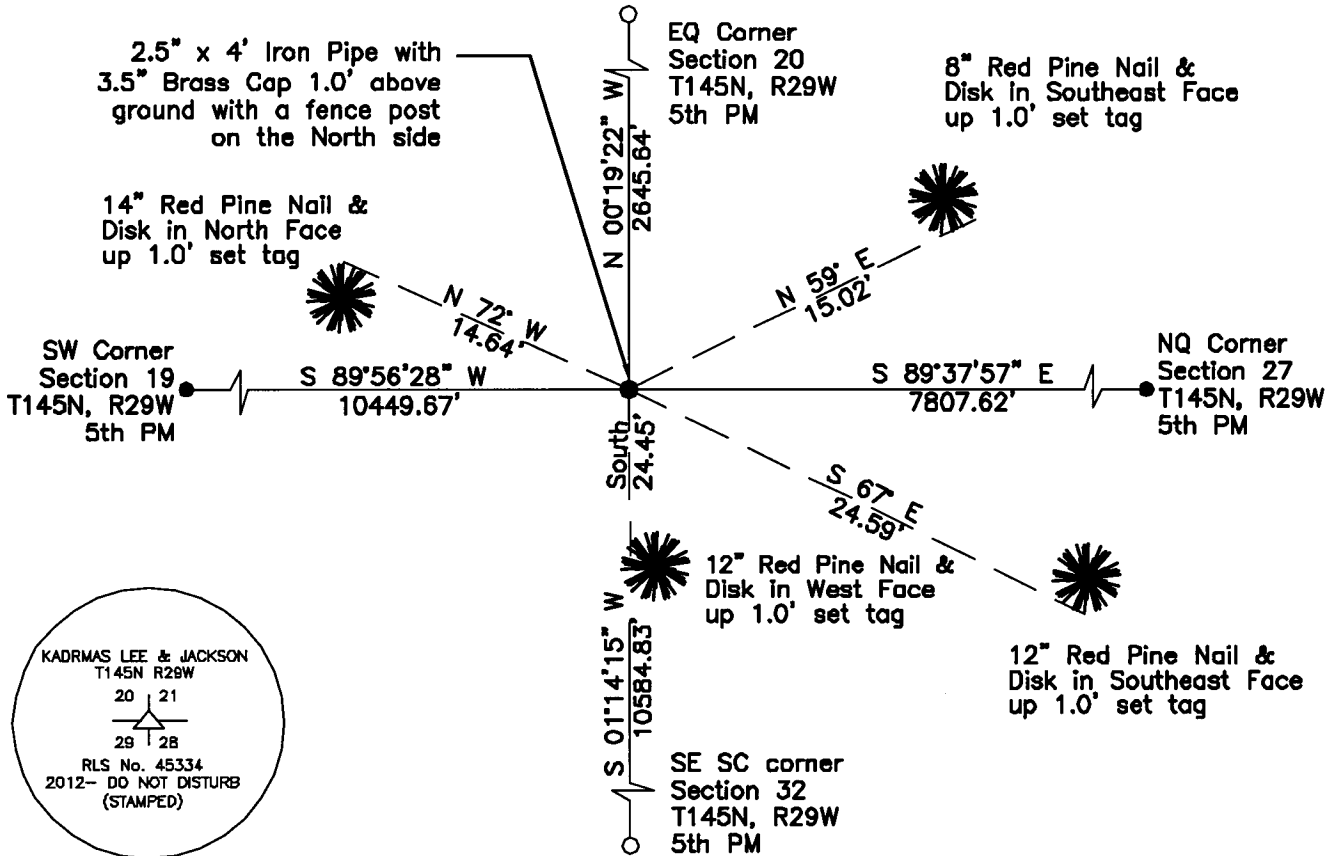 2.5" x 4' Iron Pipe with
3.5" Brass Cap 1.0' above
ground with a fence post
on the North side
EQ Corner
Section 20
T145N, R29W
5th PM
8" Red Pine Nail &
Disk in Southeast Face
up 1.0' set tag
N 00°19'22" W
2645.64'
14" Red Pine Nail &
Disk in North Face
up 1.0' set tag
N 72° W
14.64'
N 59° E
15.02'
SW Corner
Section 19
T145N, R29W
5th PM
S 89°56'28" W
10449.67'
S 89°37'57" E
7807.62'
NQ Corner
Section 27
T145N, R29W
5th PM
South
24.45'
S 67° E
24.59'
12" Red Pine Nail &
Disk in West Face
up 1.0' set tag
12" Red Pine Nail &
Disk in Southeast Face
up 1.0' set tag
S 01°14'15" W
10584.83'
SE SC corner
Section 32
T145N, R29W
5th PM
KADRMAS LEE & JACKSON
T145N R29W
20 21
29 28
RLS No. 45334
2012- DO NOT DISTURB
(STAMPED)